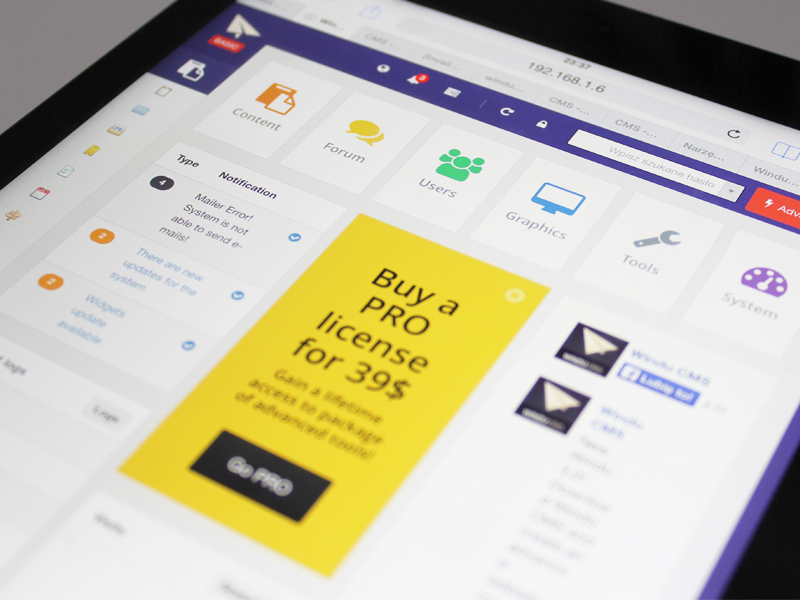 23:37
192.168.1.6
BASIC
3
CMS -...
windu....
CMS -...
CMS -...
Narzę...
Windu...
Wpisz szukane hasło
Content
Forum
Users
Graphics
Tools
System
Type
Notification
4
Mailer Error!
System is not
able to send e-
mails!
2
There are new
updates for the
system
2
Widgets
update
available
Buy a
PRO
license
for 39$
Gain a lifetime
access to package
of advanced tools!
Go PRO
Windu CMS
Lubię to!
Windu
CMS
Logs